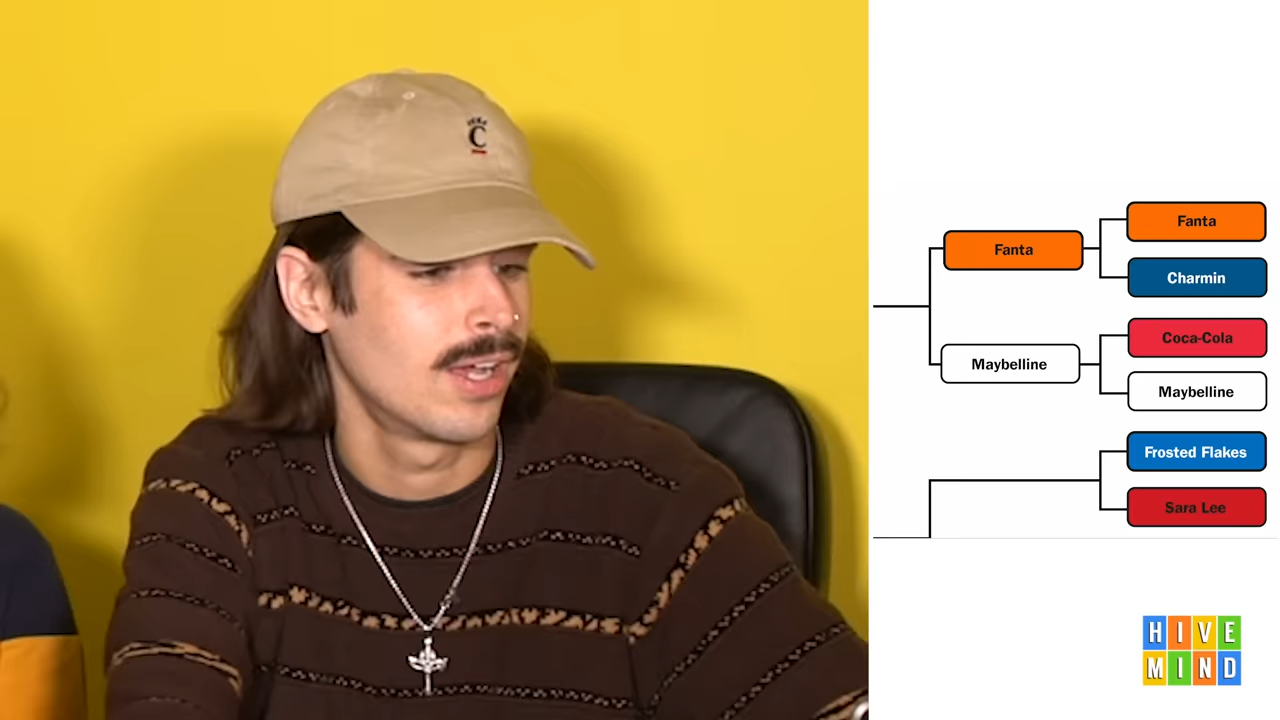 C
Fanta
Fanta
Charmin
Maybelline
Coca-Cola
Maybelline
Frosted Flakes
Sara Lee
HIVE
MIND